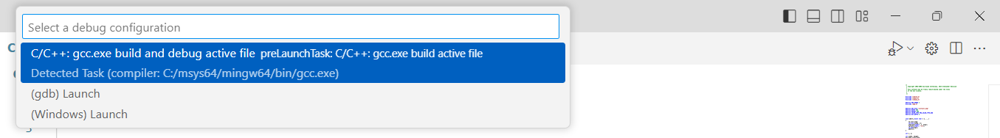 Select a debug configuration
C/C++: gcc.exe build and debug active file preLaunchTask: C/C++: gcc.exe build active file
Detected Task (compiler: C:/msys64/mingw64/bin/gcc.exe)
(gdb) Launch
(Windows) Launch